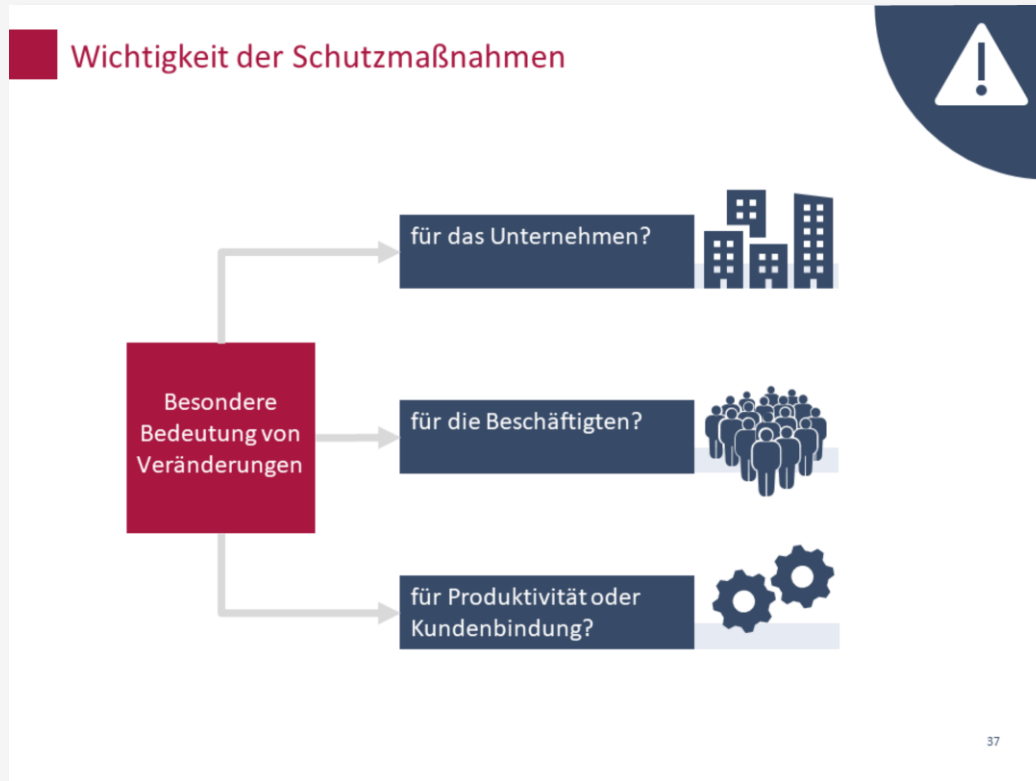 Wichtigkeit der Schutzmaßnahmen
für das Unternehmen?
Besondere
Bedeutung von
Veränderungen
für die Beschäftigten?
für Produktivität oder
Kundenbindung?
37